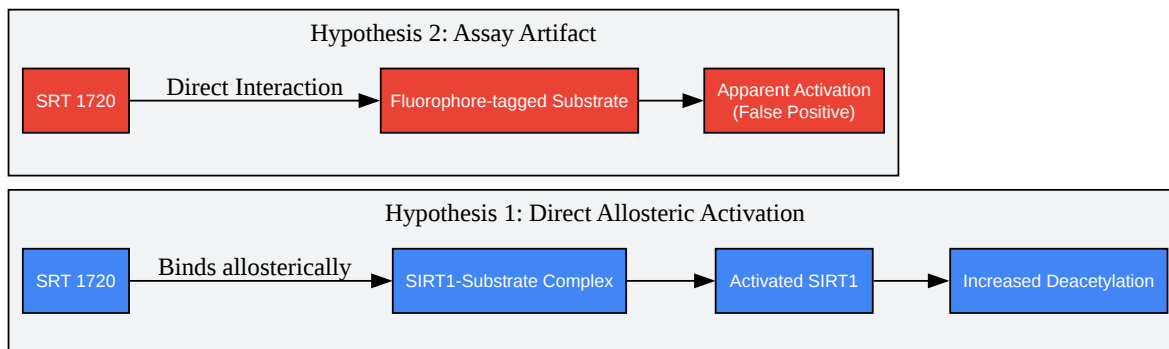 Hypothesis 2: Assay Artifact
SRT 1720
Direct Interaction
Fluorophore-tagged Substrate
Apparent Activation
(False Positive)
Hypothesis 1: Direct Allosteric Activation
SRT 1720
Binds allosterically
SIRT1-Substrate Complex
Activated SIRT1
Increased Deacetylation